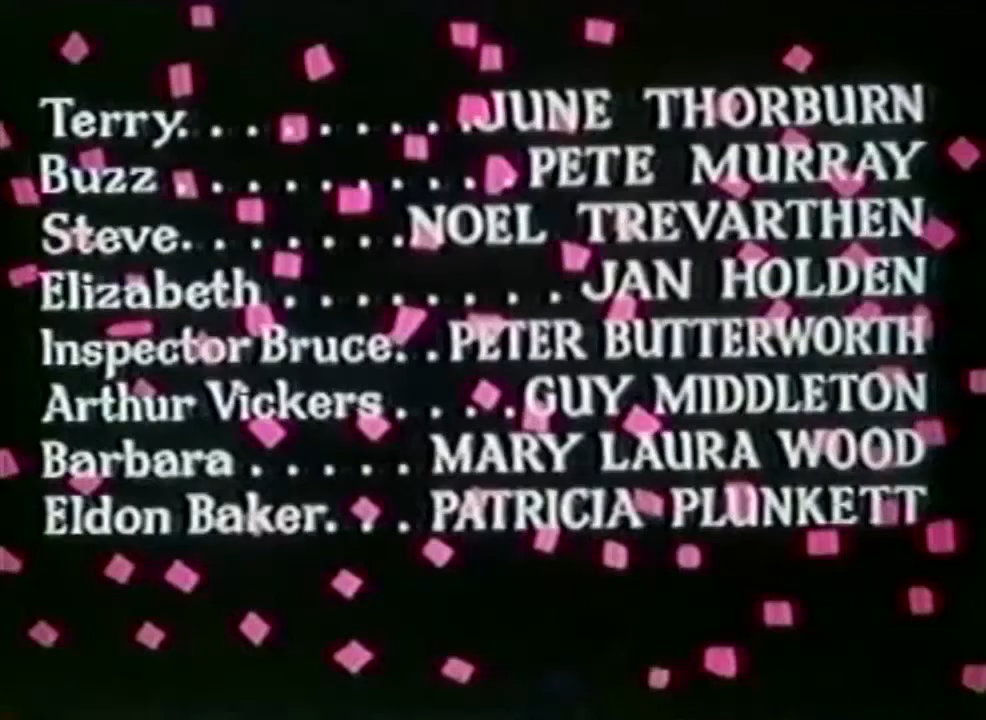 Terry. . . . . . . . . .JUNE THORBURN
Buzz . . . . . . . . . PETE MURRAY
Steve. . . . . . . .NOEL TREVARTHEN
Elizabeth . . . . . . . . JAN HOLDEN
Inspector Bruce. . PETER BUTTERWORTH
Arthur Vickers . . . . GUY MIDDLETON
Barbara . . . . . MARY LAURA WOOD
Eldon Baker. . . PATRICIA PLUNKETT